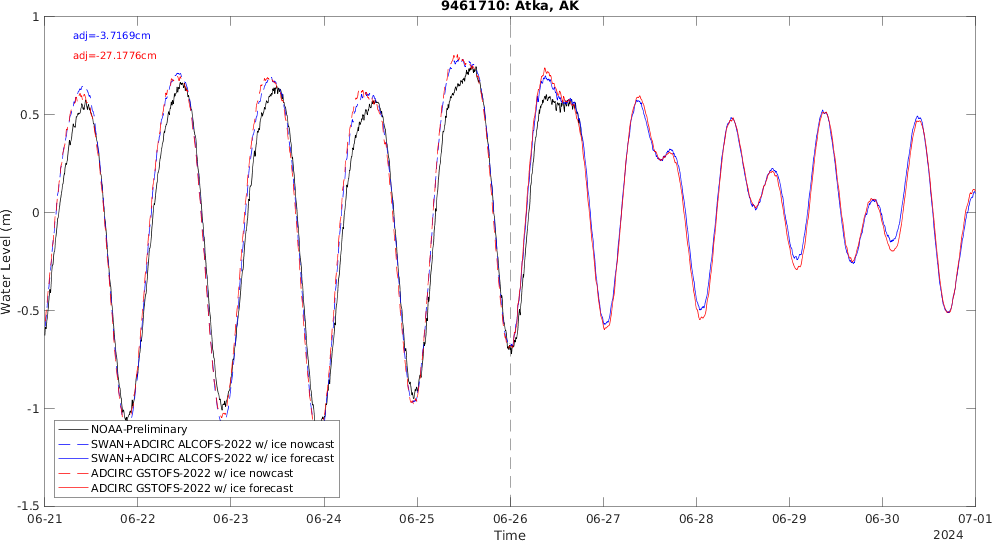 9461710: Atka, AK
adj=-3.7169cm
adj=-27.1776cm
1
0.5
0
-0.5
-1
-1.5
Water Level (m)
NOAA-Preliminary
SWAN+ADCIRC ALCOFS-2022 w/ ice nowcast
SWAN+ADCIRC ALCOFS-2022 w/ ice forecast
ADCIRC GSTOFS-2022 w/ ice nowcast
ADCIRC GSTOFS-2022 w/ ice forecast
06-21 06-22 06-23 06-24 06-25 06-26 06-27 06-28 06-29 06-30 07-01
Time
2024